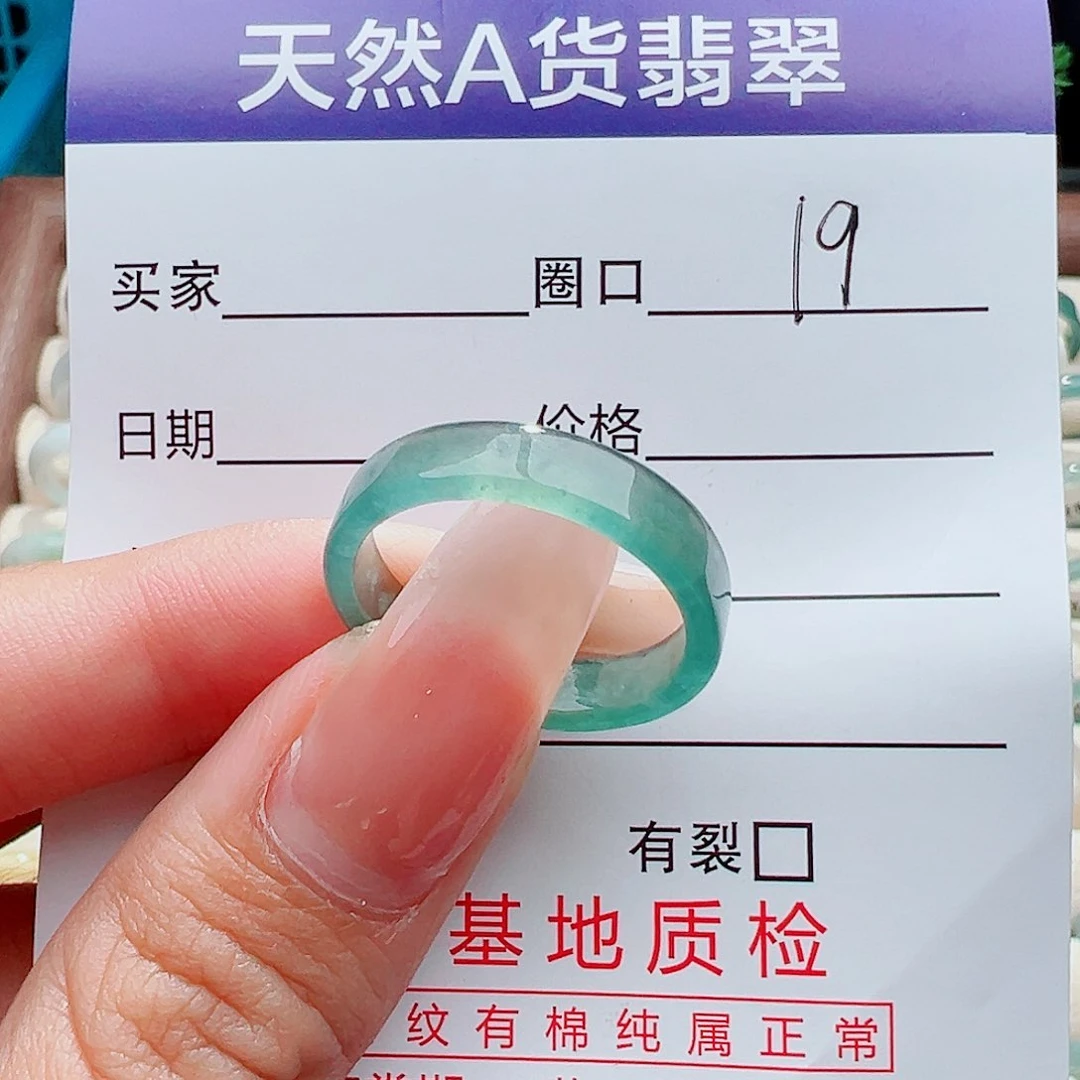 天然A货翡翠
买家 圈口 19
日期 价格
有裂
基地质检
纹有棉纯属正常